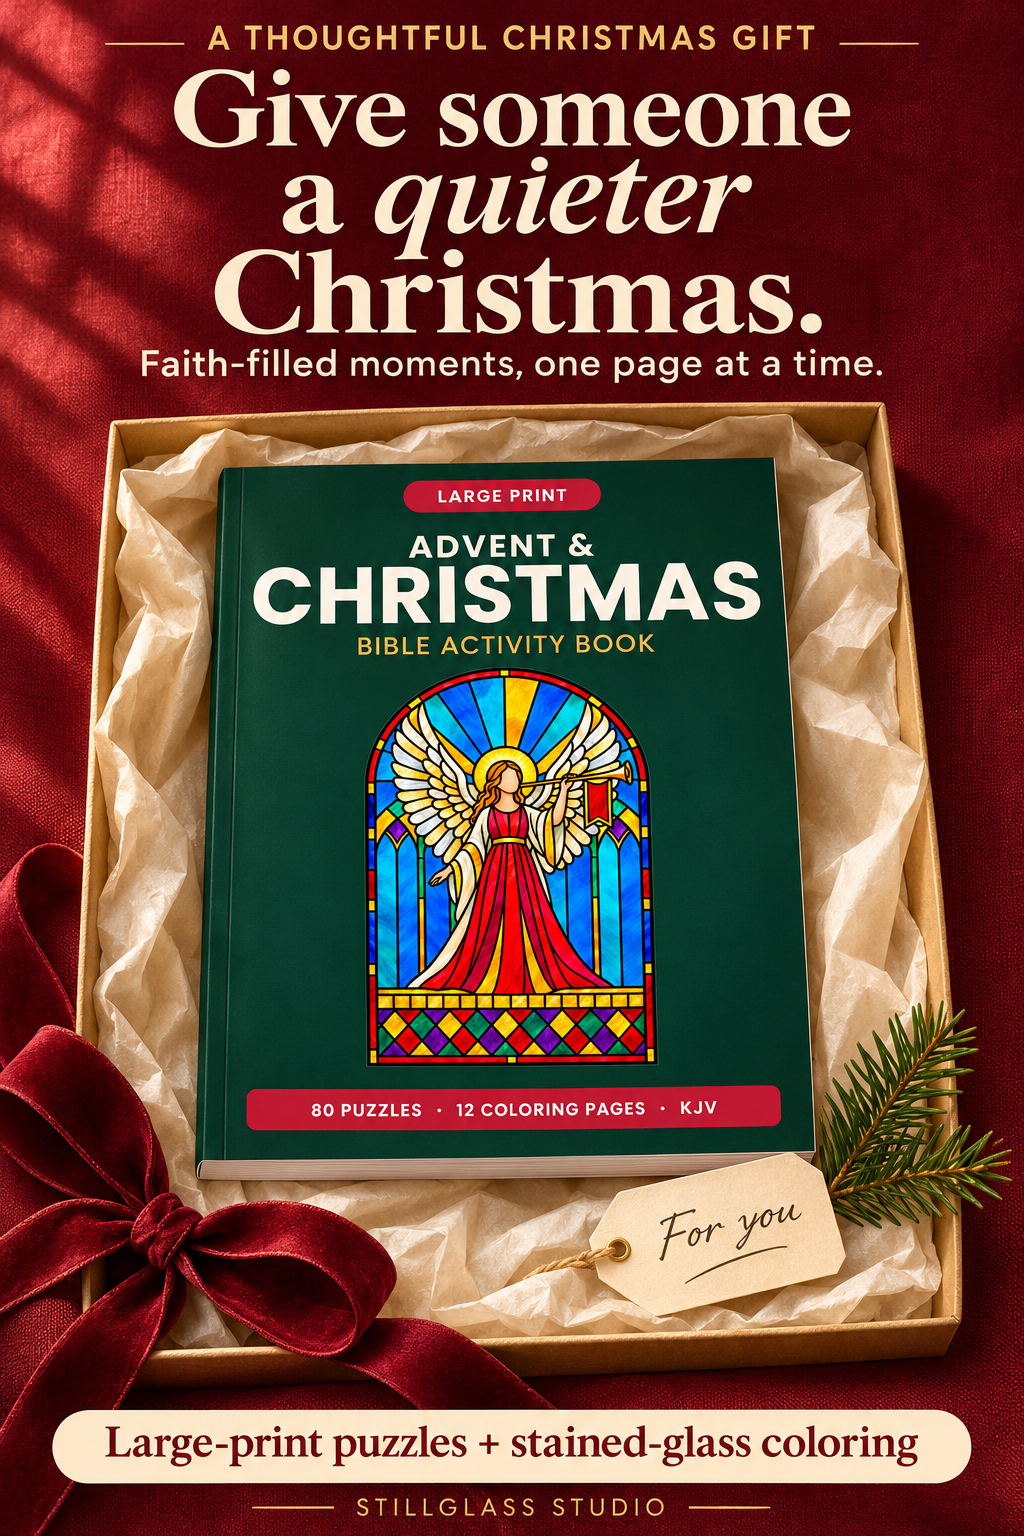 A THOUGHTFUL CHRISTMAS GIFT
Give someone
a quieter
Christmas.
Faith-filled moments, one page at a time.
LARGE PRINT
ADVENT &
CHRISTMAS
BIBLE ACTIVITY BOOK
80 PUZZLES · 12 COLORING PAGES · KJV
For you
Large-print puzzles + stained-glass coloring
STILLGLASS STUDIO